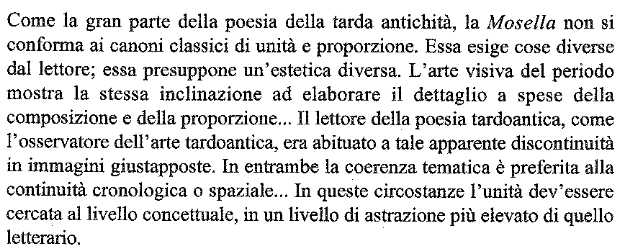 Come la gran parte della poesia della tarda antichità, la Mosella non si
conforma ai canoni classici di unità e proporzione. Essa esige cose diverse
dal lettore; essa presuppone un'estetica diversa. L'arte visiva del periodo
mostra la stessa inclinazione ad elaborare il dettaglio a spese della
composizione e della proporzione... Il lettore della poesia tardoantica, come
l'osservatore dell'arte tardoantica, era abituato a tale apparente discontinuità
in immagini giustapposte. In entrambe la coerenza tematica è preferita alla
continuità cronologica o spaziale... In queste circostanze l'unità dev'essere
cercata al livello concettuale, in un livello di astrazione più elevato di quello
letterario.